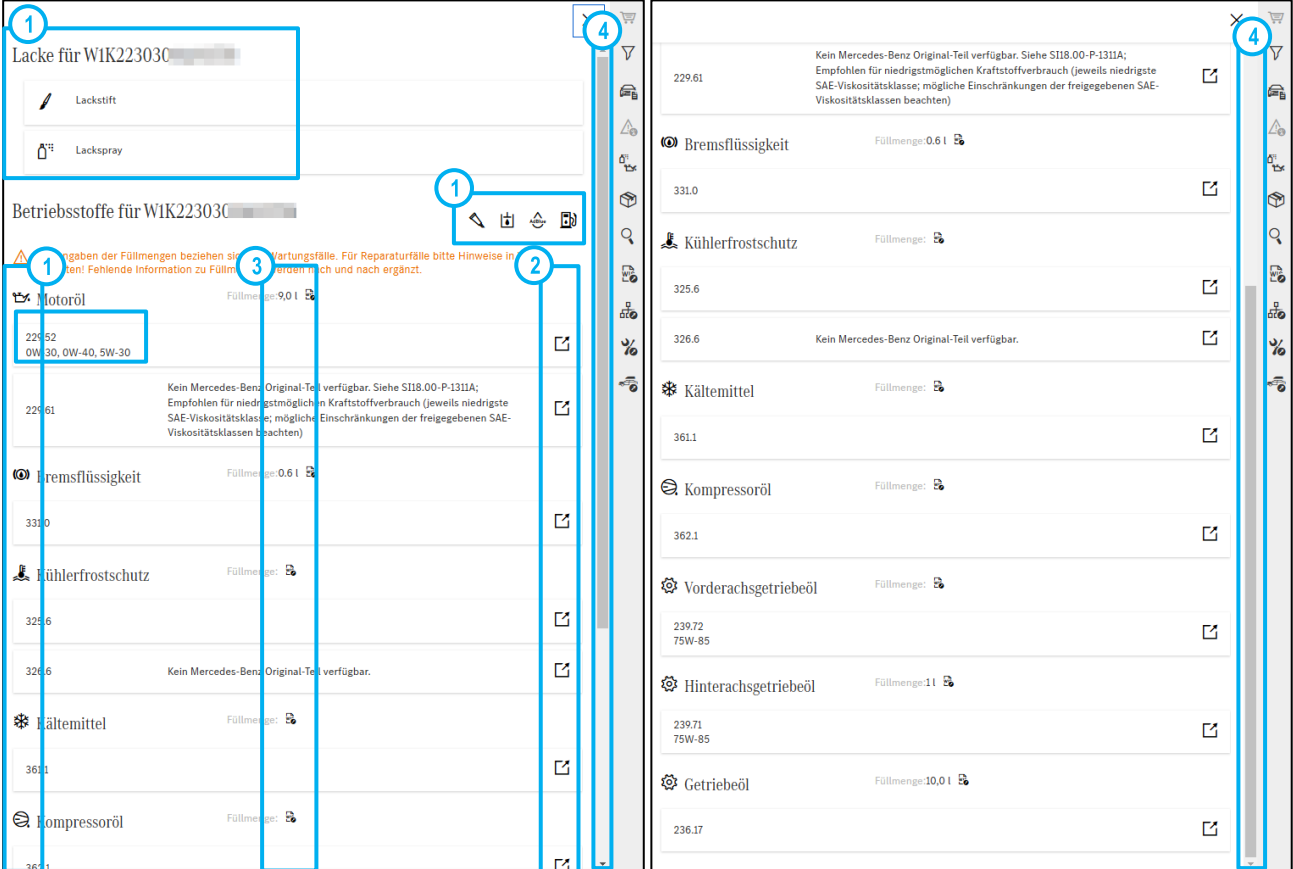 1
4
Lacke für W1K223030
Lackstift
Lackspray
1
Betriebsstoffe für W1K223030
AdBlue
1
3
2
ngaben der Füllmengen beziehen sic Wartungsfälle. Für Reparaturfälle bitte Hinweise in
ten! Fehlende Information zu Füllm erden nach und nach ergänzt.
Motoröl
Füllmenge:9,0 l
229.52
0W-30, 0W-40, 5W-30
229.61
Kein Mercedes-Benz Original-Teil verfügbar. Siehe SI18.00-P-1311A;
Empfohlen für niedrigstmöglichen Kraftstoffverbrauch (jeweils niedrigste
SAE-Viskositätsklasse; mögliche Einschränkungen der freigegebenen SAE-
Viskositätsklassen beachten)
Bremsflüssigkeit
Füllmenge:0.6 l
331.0
Kühlerfrostschutz
Füllmenge:
325.6
326.6
Kein Mercedes-Benz Original-Teil verfügbar.
Kältemittel
Füllmenge:
361.1
Kompressoröl
Füllmenge:
362.1
4
229.61
Kein Mercedes-Benz Original-Teil verfügbar. Siehe SI18.00-P-1311A;
Empfohlen für niedrigstmöglichen Kraftstoffverbrauch (jeweils niedrigste
SAE-Viskositätsklasse; mögliche Einschränkungen der freigegebenen SAE-
Viskositätsklassen beachten)
Bremsflüssigkeit
Füllmenge:0.6 l
331.0
Kühlerfrostschutz
Füllmenge:
325.6
326.6
Kein Mercedes-Benz Original-Teil verfügbar.
Kältemittel
Füllmenge:
361.1
Kompressoröl
Füllmenge:
362.1
Vorderachsgetriebeöl
Füllmenge:
239.72
75W-85
Hinterachsgetriebeöl
Füllmenge:1 l
239.71
75W-85
Getriebeöl
Füllmenge:10,0 l
236.17